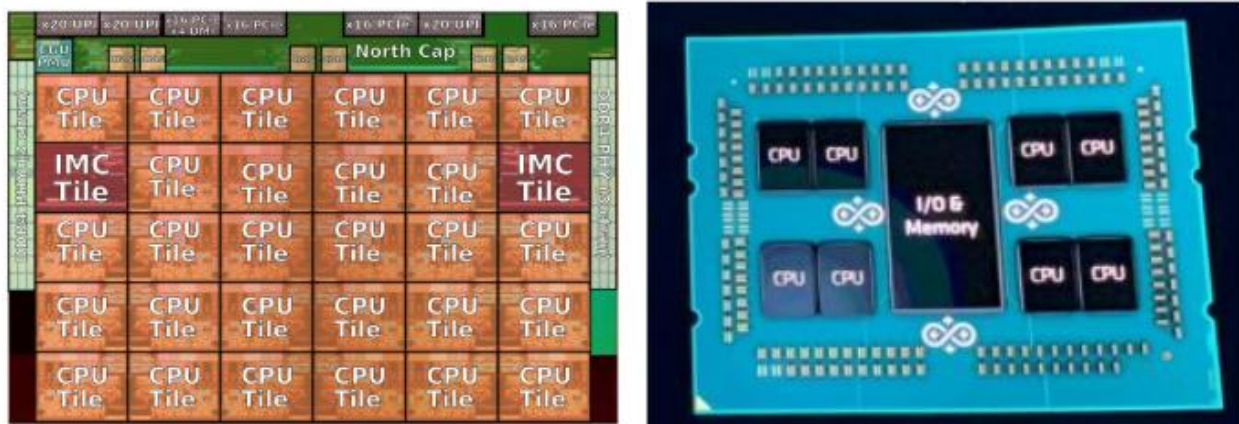 x20 UPI x20 UPI x16 PCIe x4 DMI x16 PCIe x16 PCIe x20 UPI x16 PCIe
North Cap
CPU Tile CPU Tile CPU Tile CPU Tile CPU Tile CPU Tile
IMC Tile CPU Tile CPU Tile CPU Tile CPU Tile IMC Tile
CPU Tile CPU Tile CPU Tile CPU Tile CPU Tile CPU Tile
CPU Tile CPU Tile CPU Tile CPU Tile CPU Tile CPU Tile
CPU Tile CPU Tile CPU Tile CPU Tile CPU Tile CPU Tile
CPU CPU
CPU CPU
I/O &
Memory
CPU CPU
CPU CPU